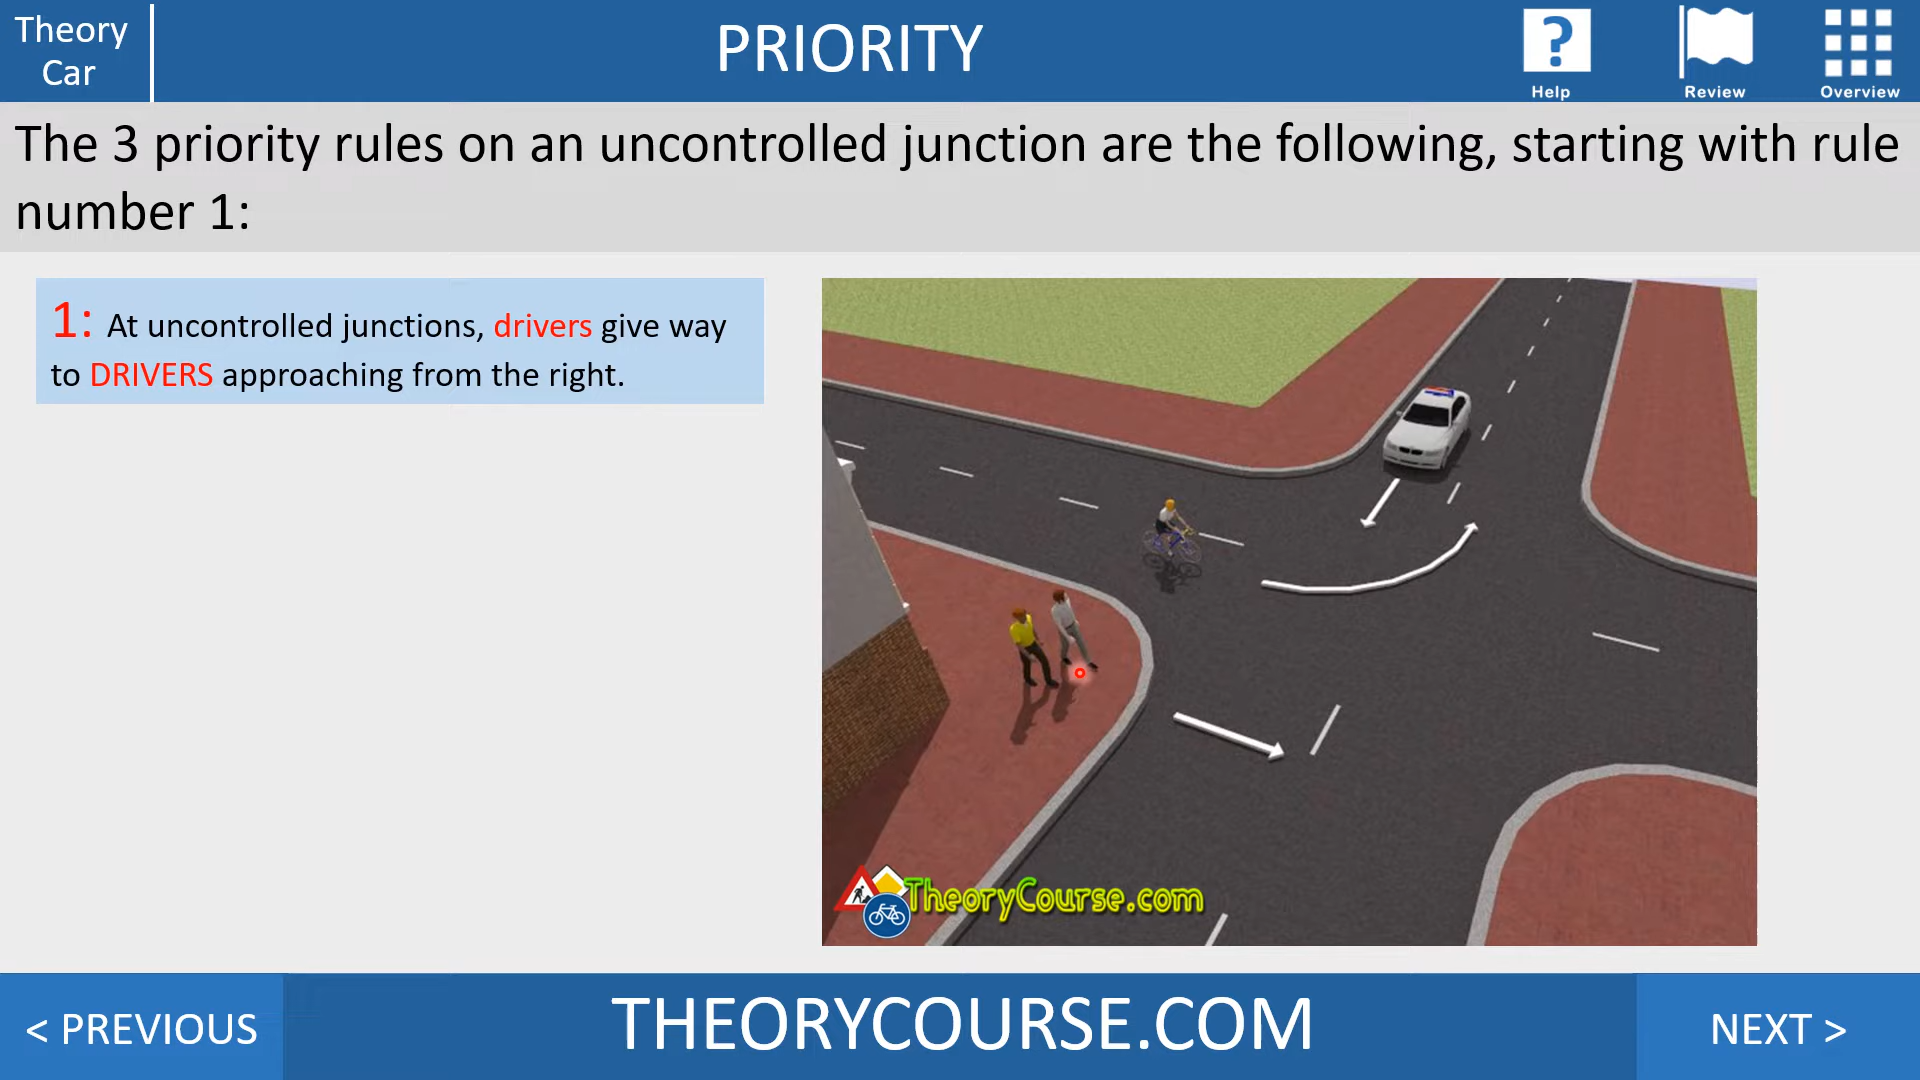 Theory
Car
PRIORITY
Help
Review
Overview
The 3 priority rules on an uncontrolled junction are the following, starting with rule
number 1:
1: At uncontrolled junctions, drivers give way
to DRIVERS approaching from the right.
TheoryCourse.com
< PREVIOUS
THEORYCOURSE.COM
NEXT >